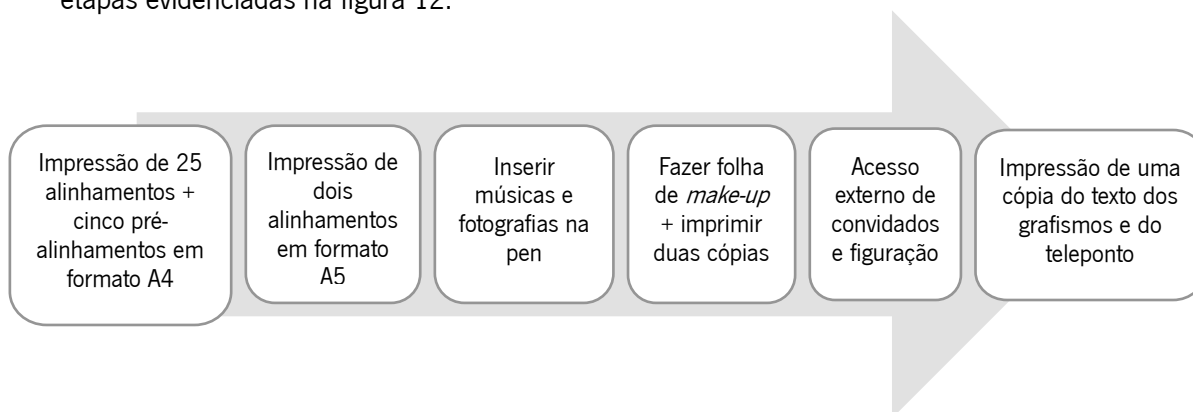 etapas evidenciadas na figura 12.
Impressão de 25
alinhamentos +
cinco pré-
alinhamentos em
formato A4
Impressão de
dois
alinhamentos
em formato
A5
Inserir
músicas e
fotografias na
pen
Fazer folha
de make-up
+ imprimir
duas cópias
Acesso
externo de
convidados
e figuração
Impressão de uma
cópia do texto dos
grafismos e do
teleponto